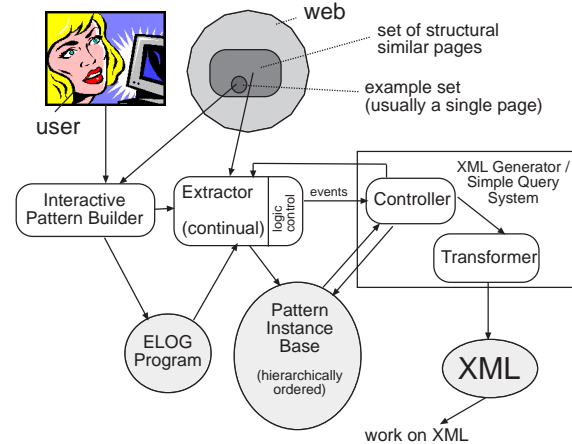 web
set of structural
similar pages
example set
(usually a single page)
user
XML Generator /
Simple Query
System
Interactive
Pattern Builder
Extractor
(continual)
logic
control
events
Controller
Transformer
ELOG
Program
Pattern
Instance
Base
(hierarchically
ordered)
XML
work on XML